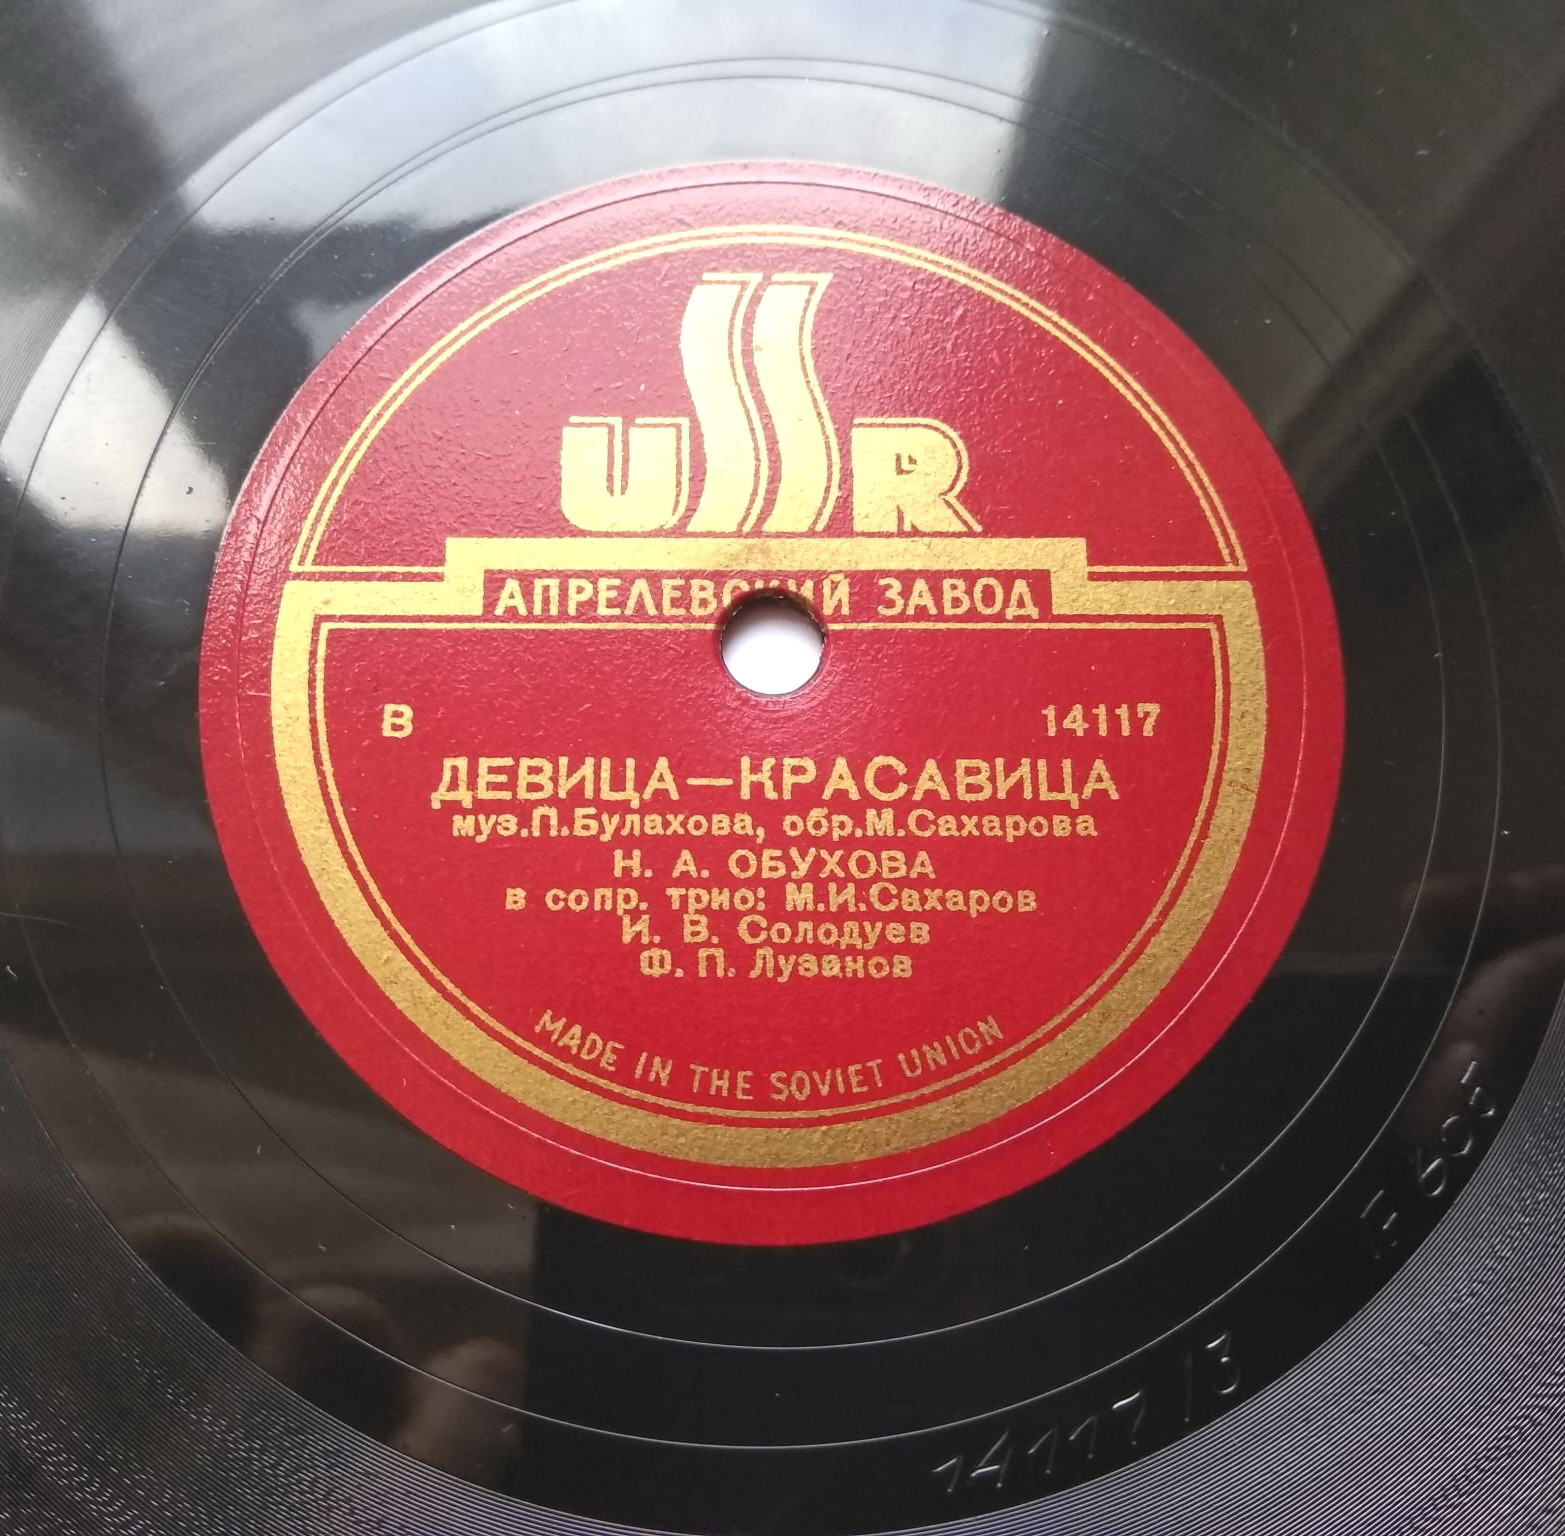 USSR
АПРЕЛЕВСКИЙ ЗАВОД
В 14117
ДЕВИЦА—КРАСАВИЦА
муз.П.Булахова, обр.М.Сахарова
Н. А. ОБУХОВА
в сопр. трио: М.И.Сахаров
И. В. Солодуев
Ф. П. Лузанов
MADE IN THE SOVIET UNION
14117/3